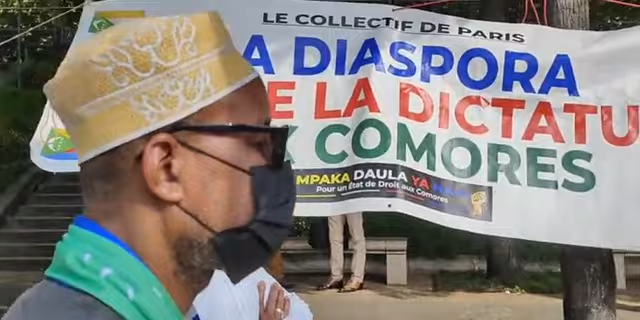 LE COLLECTIF DE PARIS
A DIASPORA
E LA DICTATU
COMORES
MPAKA DAULA YA
Pour un État de Droit aux Comores